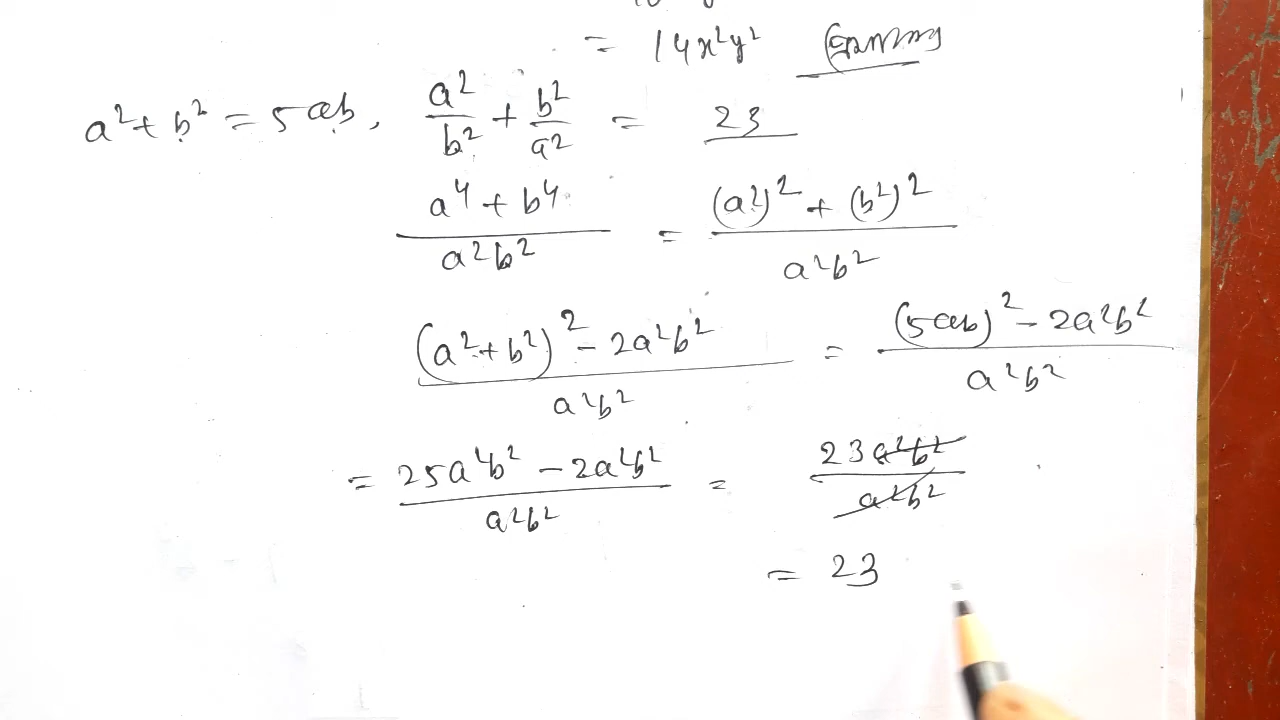 = 14x²y²
a² + b² = 5ab, a²/b² + b²/a² = 23
(a⁴ + b⁴)/(a²b²) = ((a²)² + (b²)²)/(a²b²)
((a² + b²)² - 2a²b²)/(a²b²) = ((5ab)² - 2a²b²)/(a²b²)
= (25a²b² - 2a²b²)/(a²b²) = 23a²b²/a²b²
= 23